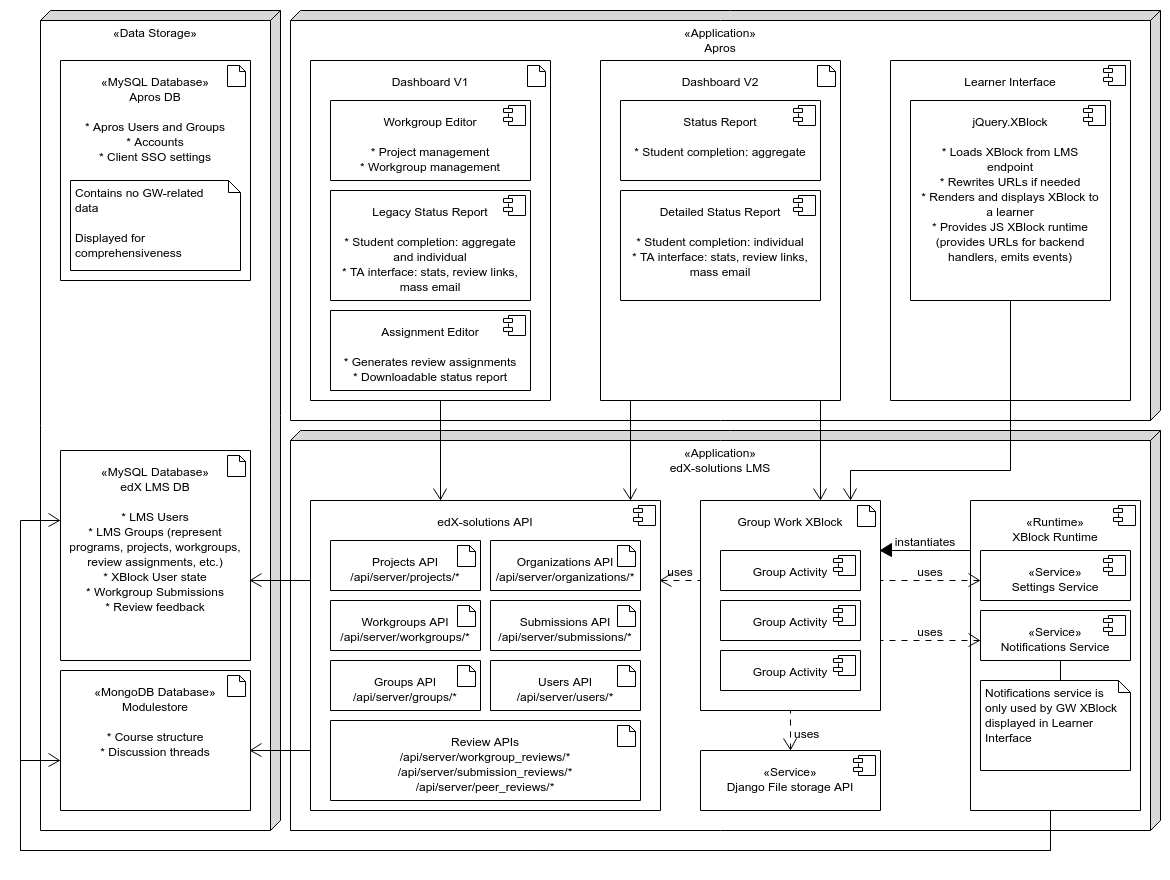 «Data Storage»
«MySQL Database»
Apros DB
* Apros Users and Groups
* Accounts
* Client SSO settings
Contains no GW-related
data
Displayed for
comprehensiveness
«MySQL Database»
edX LMS DB
* LMS Users
* LMS Groups (represent
programs, projects, workgroups,
review assignments, etc.)
* XBlock User state
* Workgroup Submissions
* Review feedback
«MongoDB Database»
Modulestore
* Course structure
* Discussion threads
«Application»
Apros
Dashboard V1
Workgroup Editor
* Project management
* Workgroup management
Legacy Status Report
* Student completion: aggregate
and individual
* TA interface: stats, review links,
mass email
Assignment Editor
* Generates review assignments
* Downloadable status report
Dashboard V2
Status Report
* Student completion: aggregate
Detailed Status Report
* Student completion: individual
* TA interface: stats, review links,
mass email
Learner Interface
jQuery.XBlock
* Loads XBlock from LMS
endpoint
* Rewrites URLs if needed
* Renders and displays XBlock to
a learner
* Provides JS XBlock runtime
(provides URLs for backend
handlers, emits events)
«Application»
edX-solutions LMS
edX-solutions API
Projects API
/api/server/projects/*
Organizations API
/api/server/organizations/*
Workgroups API
/api/server/workgroups/*
Submissions API
/api/server/submissions/*
Groups API
/api/server/groups/*
Users API
/api/server/users/*
Review APIs
/api/server/workgroup_reviews/*
/api/server/submission_reviews/*
/api/server/peer_reviews/*
uses
Group Work XBlock
Group Activity
Group Activity
Group Activity
uses
«Service»
Django File storage API
instantiates
uses
uses
«Runtime»
XBlock Runtime
«Service»
Settings Service
«Service»
Notifications Service
Notifications service is
only used by GW XBlock
displayed in Learner
Interface